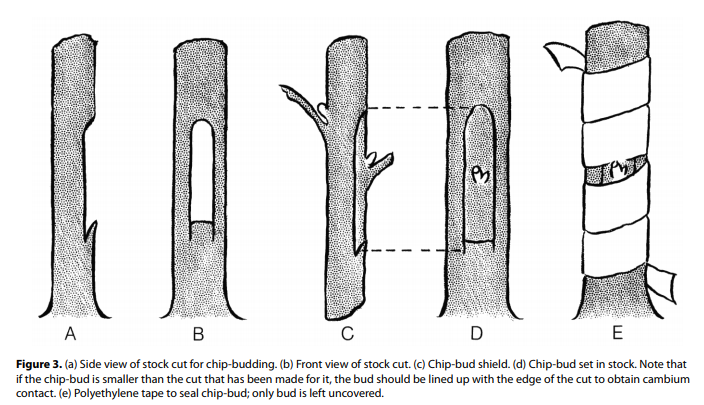 A B C D E
Figure 3. (a) Side view of stock cut for chip-budding. (b) Front view of stock cut. (c) Chip-bud shield. (d) Chip-bud set in stock. Note that
if the chip-bud is smaller than the cut that has been made for it, the bud should be lined up with the edge of the cut to obtain cambium
contact. (e) Polyethylene tape to seal chip-bud; only bud is left uncovered.